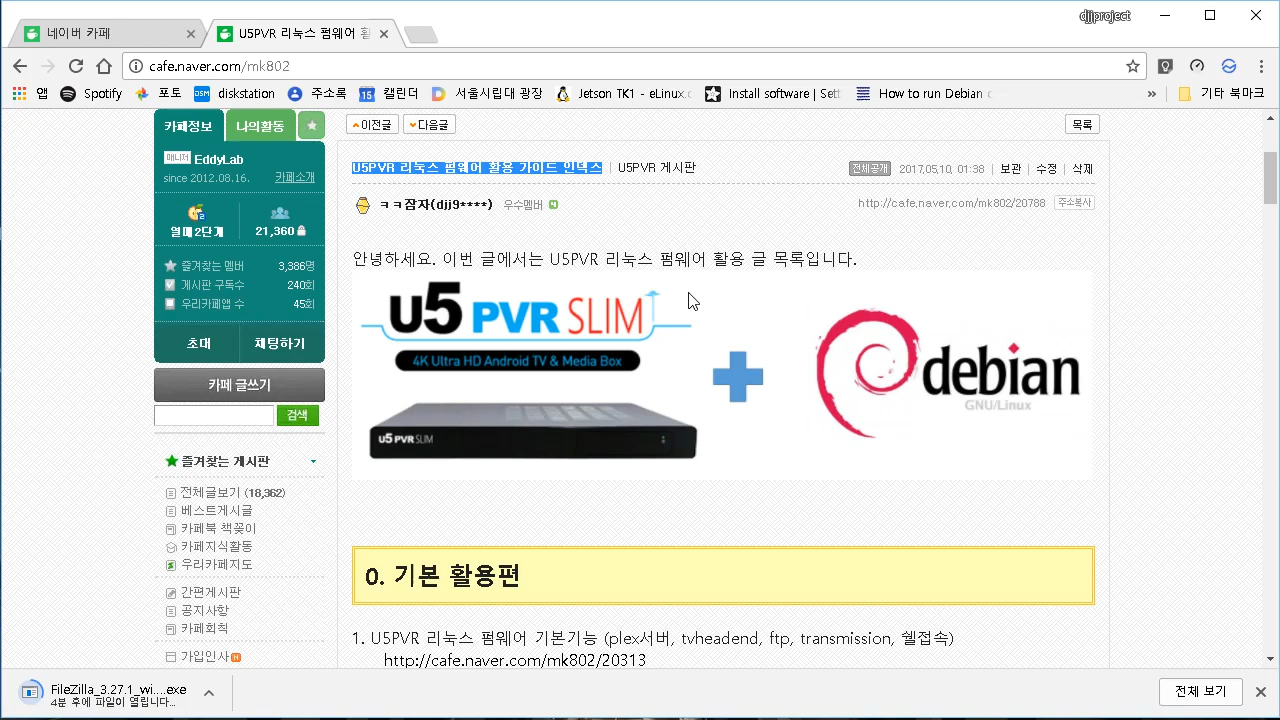 djjproject
네이버 카페
U5PVR 리눅스 펌웨어 활
cafe.naver.com/mk802
앱 Spotify 포토 DSM diskstation 주소록 15 캘린더 서울시립대 광장 Jetson TK1 - eLinux.c Install software | Sett How to run Debian » 기타 북마크
카페정보 나의활동
이전글 다음글 목록
매니저 EddyLab
since 2012.08.16. 카페소개
열매2단계 21,360
즐겨찾는 멤버 3,386명
게시판 구독수 240회
우리카페앱 수 45회
초대 채팅하기
카페 글쓰기
검색
즐겨찾는 게시판
전체글보기 (18,362)
베스트게시글
카페북 책꽂이
카페지식활동
우리카페지도
간편게시판
공지사항
카페회칙
가입인사 N
U5PVR 리눅스 펌웨어 활용 가이드 인덱스 | U5PVR 게시판 전체공개 2017.05.10. 01:38 | 보관 | 수정 | 삭제
ㅋㅋ잠자(djj9****) 우수멤버 http://cafe.naver.com/mk802/20788 주소복사
안녕하세요. 이번 글에서는 U5PVR 리눅스 펌웨어 활용 글 목록입니다.
U5 PVR SLIM
4K Ultra HD Android TV & Media Box
U5 PVR SLIM
debian
GNU/Linux
0. 기본 활용편
1. U5PVR 리눅스 펌웨어 기본기능 (plex서버, tvheadend, ftp, transmission, 쉘접속)
http://cafe.naver.com/mk802/20313
FileZilla_3.27.1_wi....exe
4분 후에 파일이 열립니다...
전체 보기